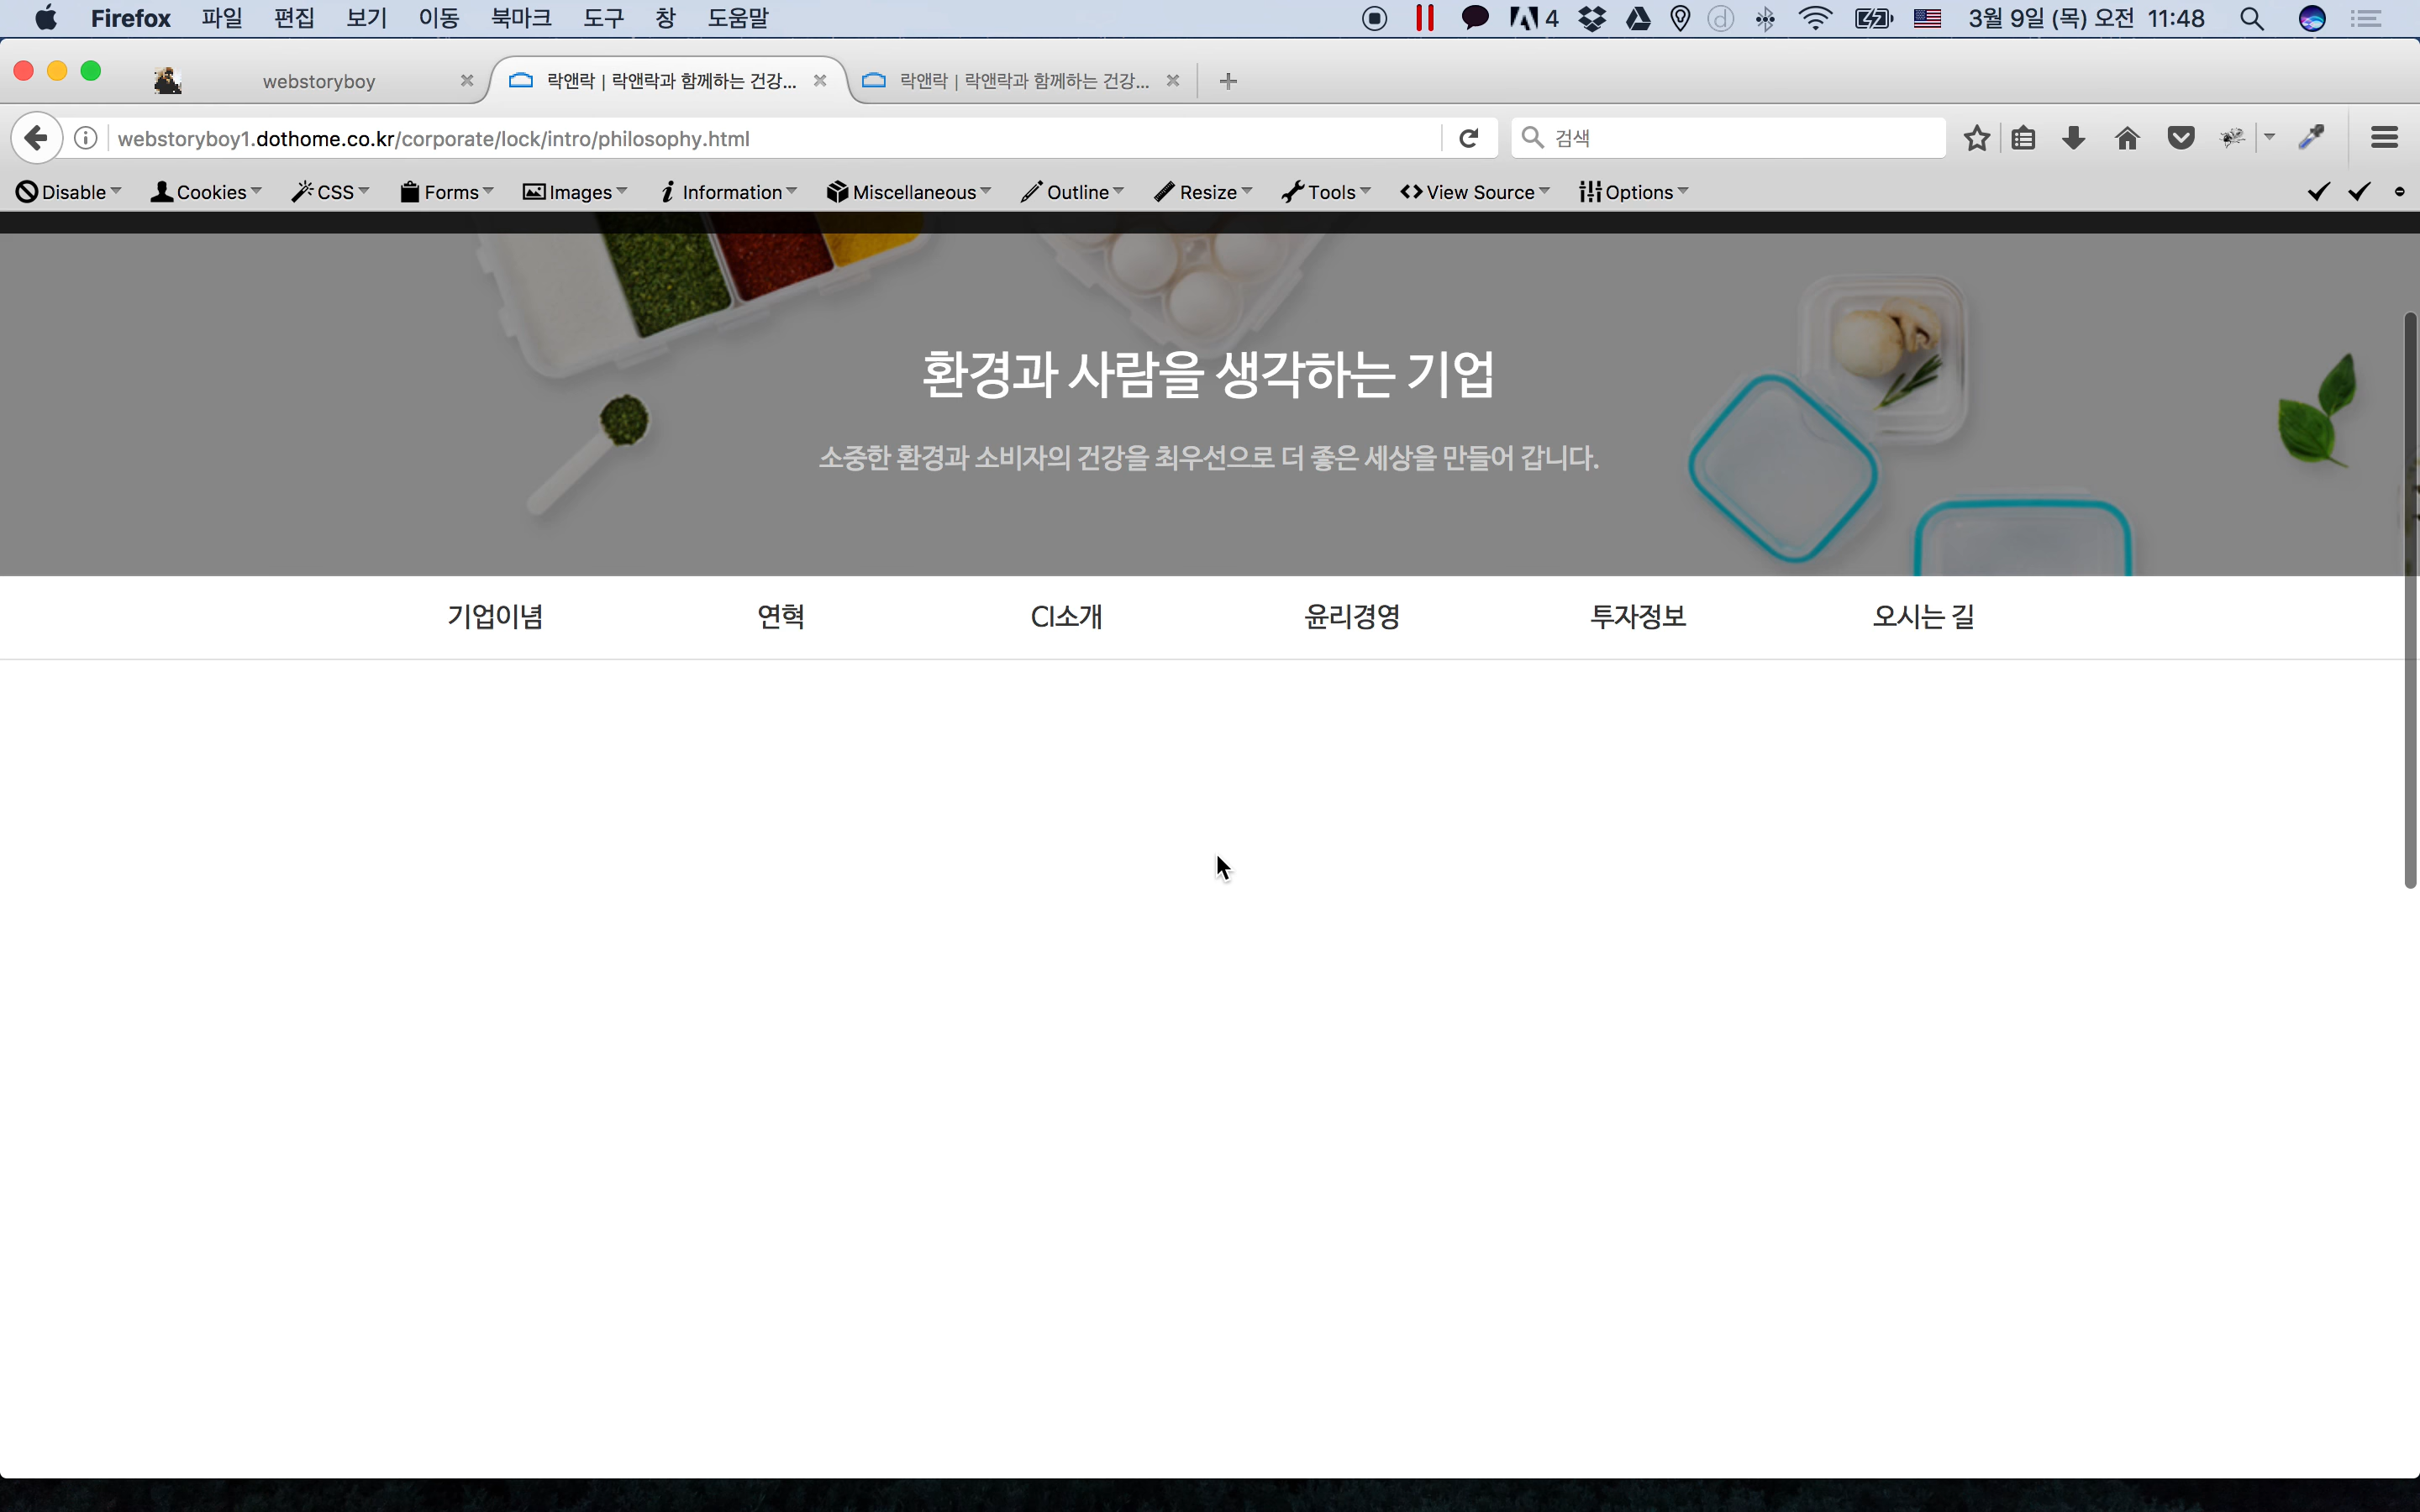 Firefox 파일 편집 보기 이동 북마크 도구 창 도움말 4 3월 9일 (목) 오전 11:48
webstoryboy 락앤락 | 락앤락과 함께하는 건강... 락앤락 | 락앤락과 함께하는 건강...
webstoryboy1.dothome.co.kr/corporate/lock/intro/philosophy.html 검색
Disable Cookies CSS Forms Images Information Miscellaneous Outline Resize Tools View Source Options
환경과 사람을 생각하는 기업
소중한 환경과 소비자의 건강을 최우선으로 더 좋은 세상을 만들어 갑니다.
기업이념 연혁 CI소개 윤리경영 투자정보 오시는 길